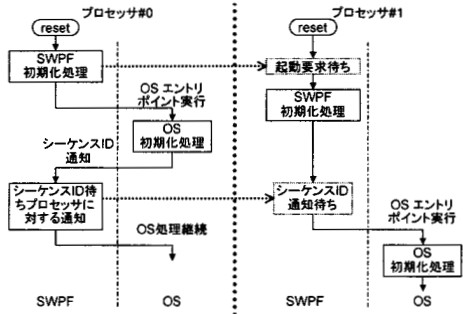 プロセッサ#0
プロセッサ#1
reset
reset
SWPF
初期化処理
起動要求待ち
OS エントリ
ポイント実行
SWPF
初期化処理
OS
初期化処理
シーケンスID
通知
シーケンスID待
ちプロセッサに
対する通知
シーケンスID
通知待ち
OS エントリ
ポイント実行
OS処理継続
OS
初期化処理
SWPF
OS
SWPF
OS